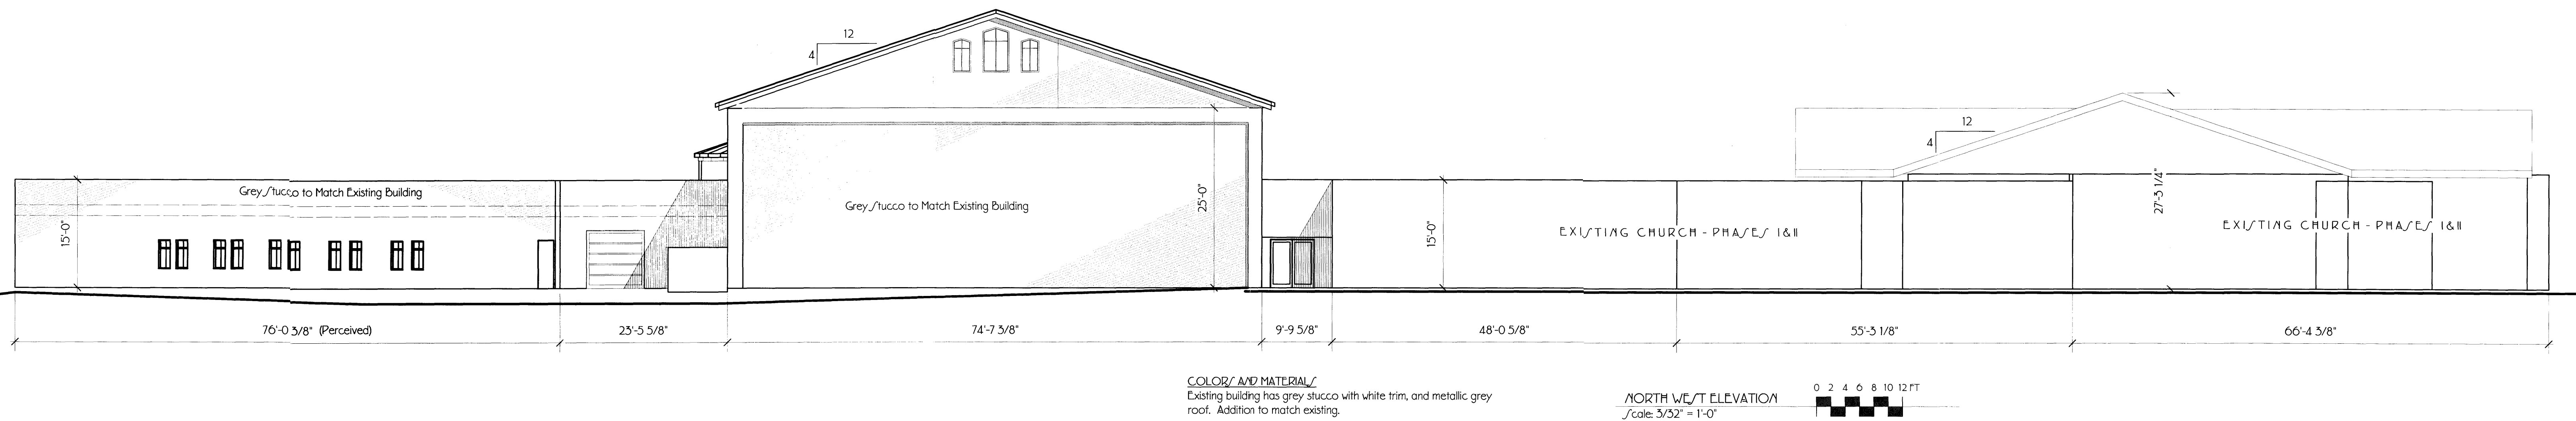 12
4
12
4
Grey Stucco to Match Existing Building
15'-0"
Grey Stucco to Match Existing Building
25'-0"
15'-0"
EXISTING CHURCH - PHASES I & II
27'-3 1/4"
EXISTING CHURCH - PHASES I & II
76'-0 3/8" (Perceived)
23'-5 5/8"
74'-7 3/8"
9'-9 5/8"
48'-0 5/8"
55'-3 1/8"
66'-4 3/8"
COLORS AND MATERIALS
Existing building has grey stucco with white trim, and metallic grey
roof. Addition to match existing.
NORTH WEST ELEVATION
Scale: 3/32" = 1'-0"
0 2 4 6 8 10 12 FT